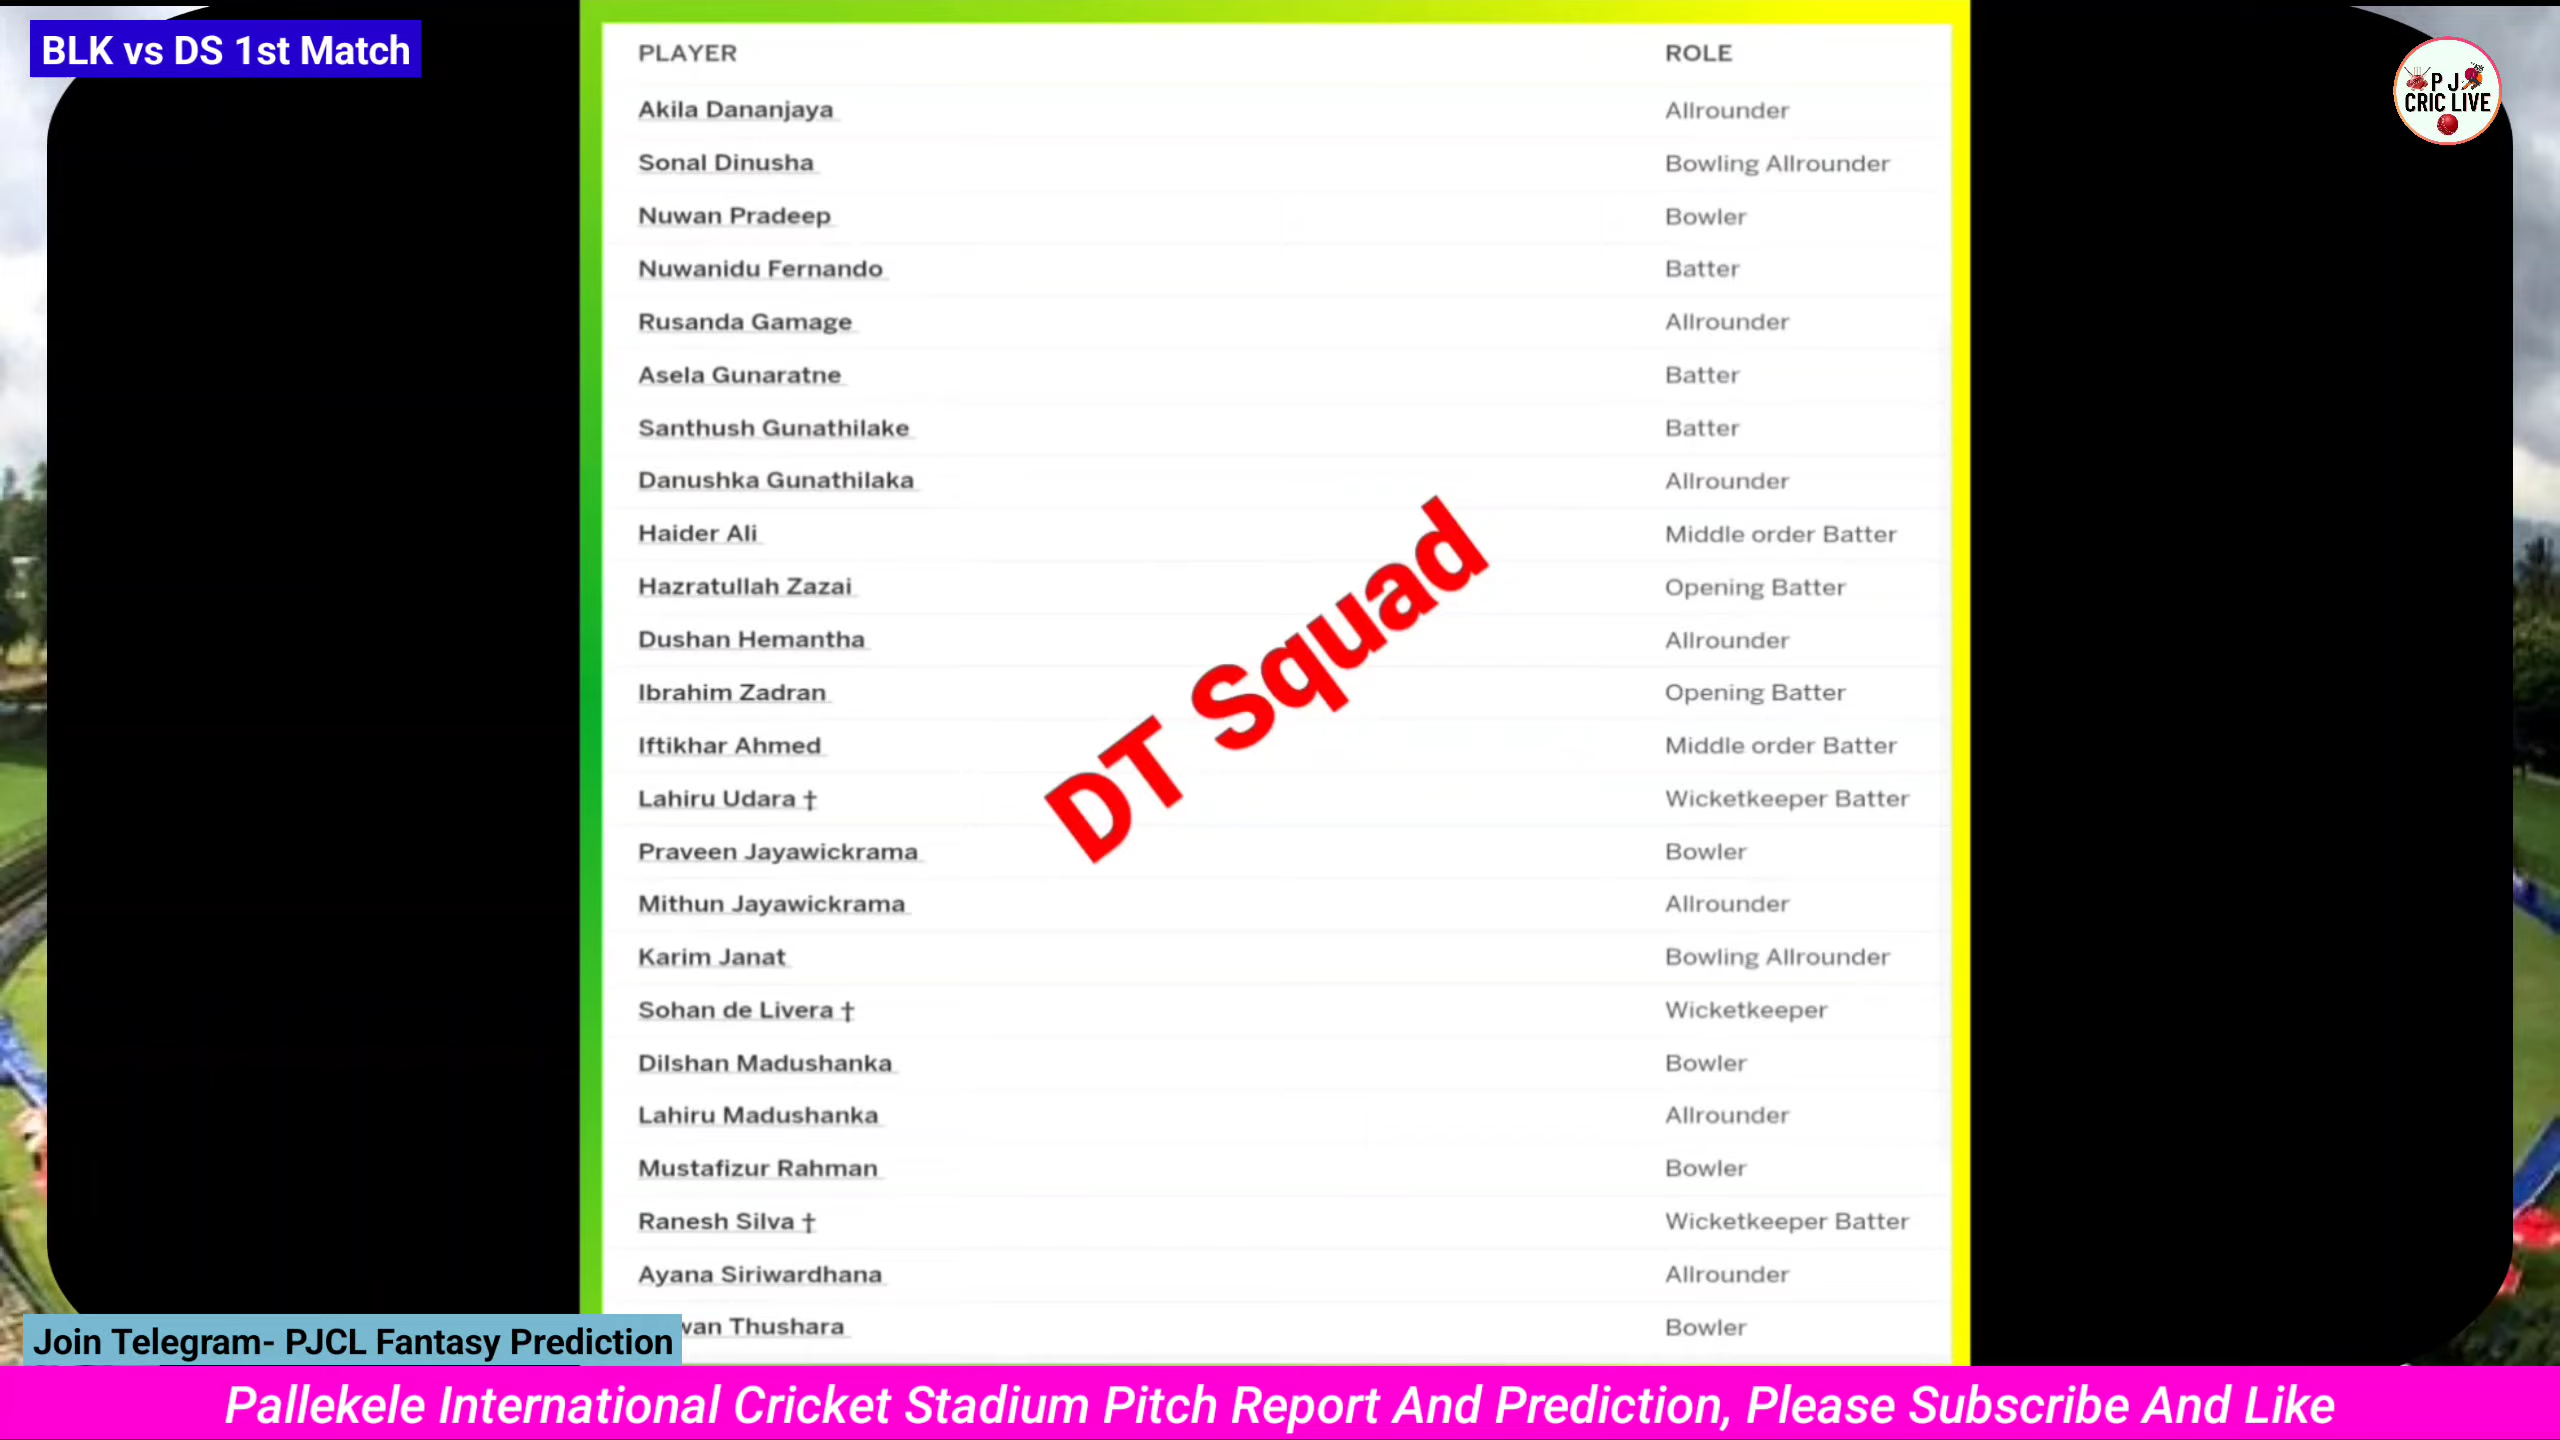 BLK vs DS 1st Match
P J
CRIC LIVE
PLAYER ROLE
Akila Dananjaya Allrounder
Sonal Dinusha Bowling Allrounder
Nuwan Pradeep Bowler
Nuwanidu Fernando Batter
Rusanda Gamage Allrounder
Asela Gunaratne Batter
Santhush Gunathilake Batter
Danushka Gunathilaka Allrounder
Haider Ali Middle order Batter
Hazratullah Zazai Opening Batter
Dushan Hemantha Allrounder
Ibrahim Zadran Opening Batter
Iftikhar Ahmed Middle order Batter
Lahiru Udara † Wicketkeeper Batter
Praveen Jayawickrama Bowler
Mithun Jayawickrama Allrounder
Karim Janat Bowling Allrounder
Sohan de Livera † Wicketkeeper
Dilshan Madushanka Bowler
Lahiru Madushanka Allrounder
Mustafizur Rahman Bowler
Ranesh Silva † Wicketkeeper Batter
Ayana Siriwardhana Allrounder
Thushara Bowler
DT Squad
Join Telegram- PJCL Fantasy Prediction
Pallekele International Cricket Stadium Pitch Report And Prediction, Please Subscribe And Like